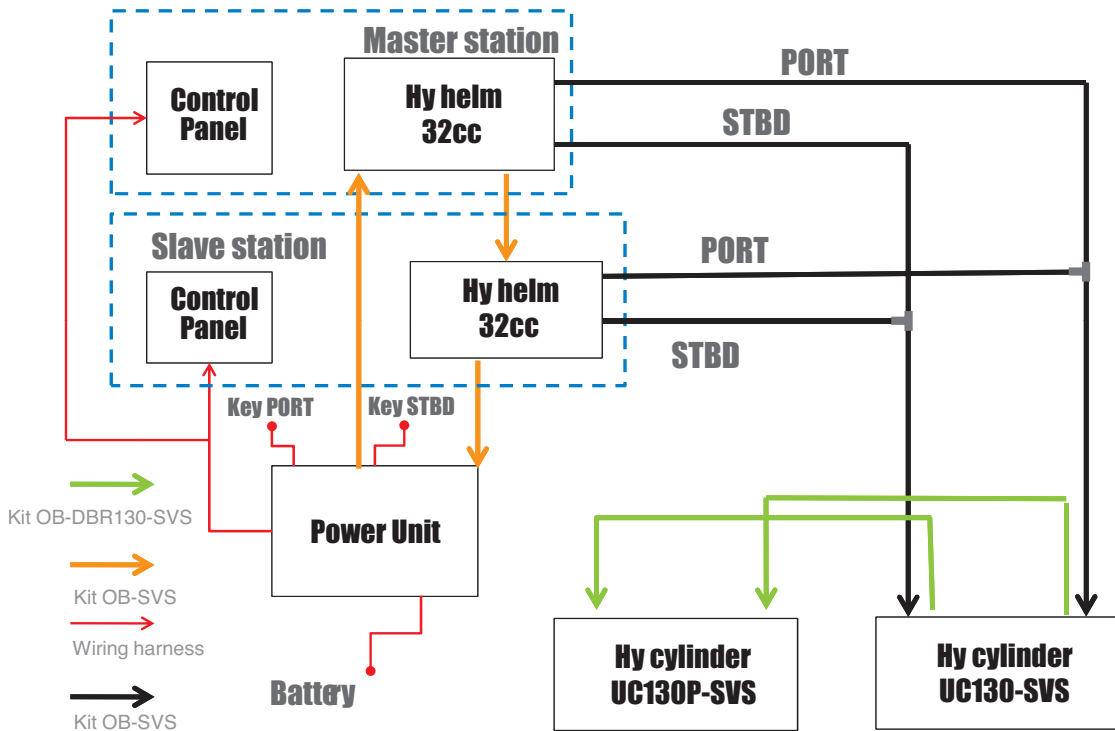 Master station
PORT
Control
Panel
Hy helm
32cc
STBD
Slave station
PORT
Control
Panel
Hy helm
32cc
STBD
Key PORT
Key STBD
Kit OB-DBR130-SVS
Power Unit
Kit OB-SVS
Wiring harness
Battery
Kit OB-SVS
Hy cylinder
UC130P-SVS
Hy cylinder
UC130-SVS